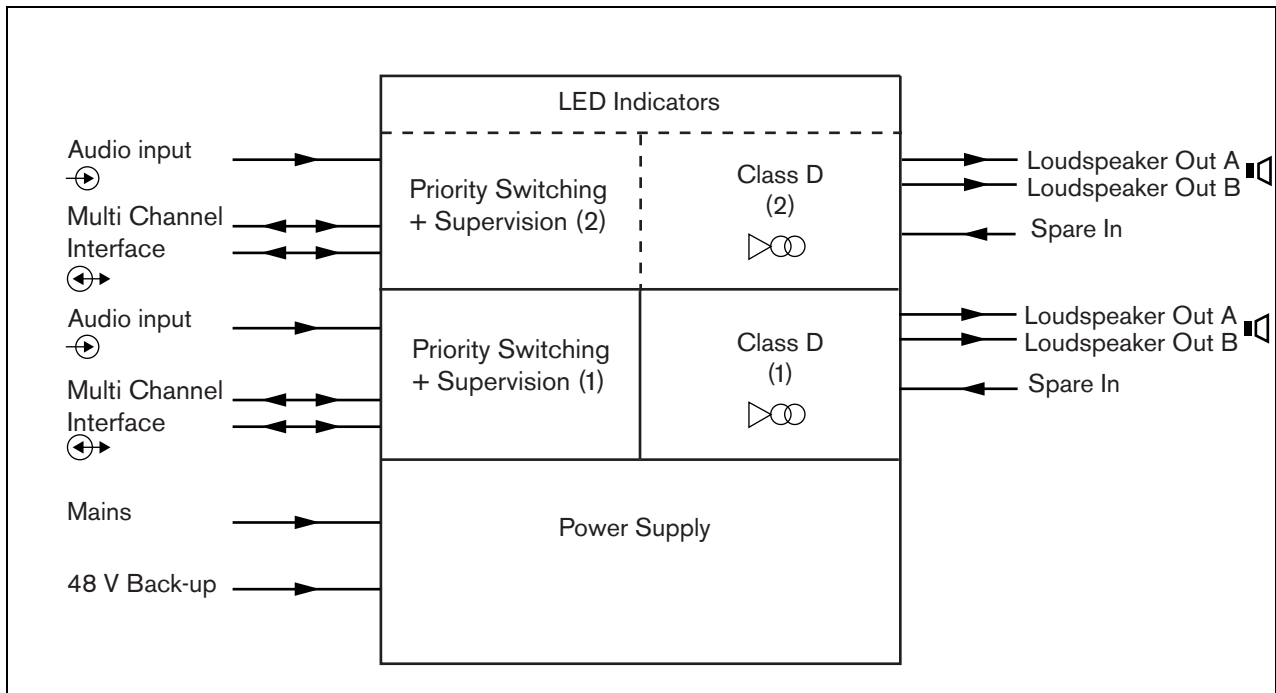 LED Indicators
Audio input
Multi Channel
Interface
Priority Switching
+ Supervision (2)
Class D
(2)
Loudspeaker Out A
Loudspeaker Out B
Spare In
Audio input
Multi Channel
Interface
Priority Switching
+ Supervision (1)
Class D
(1)
Loudspeaker Out A
Loudspeaker Out B
Spare In
Mains
48 V Back-up
Power Supply